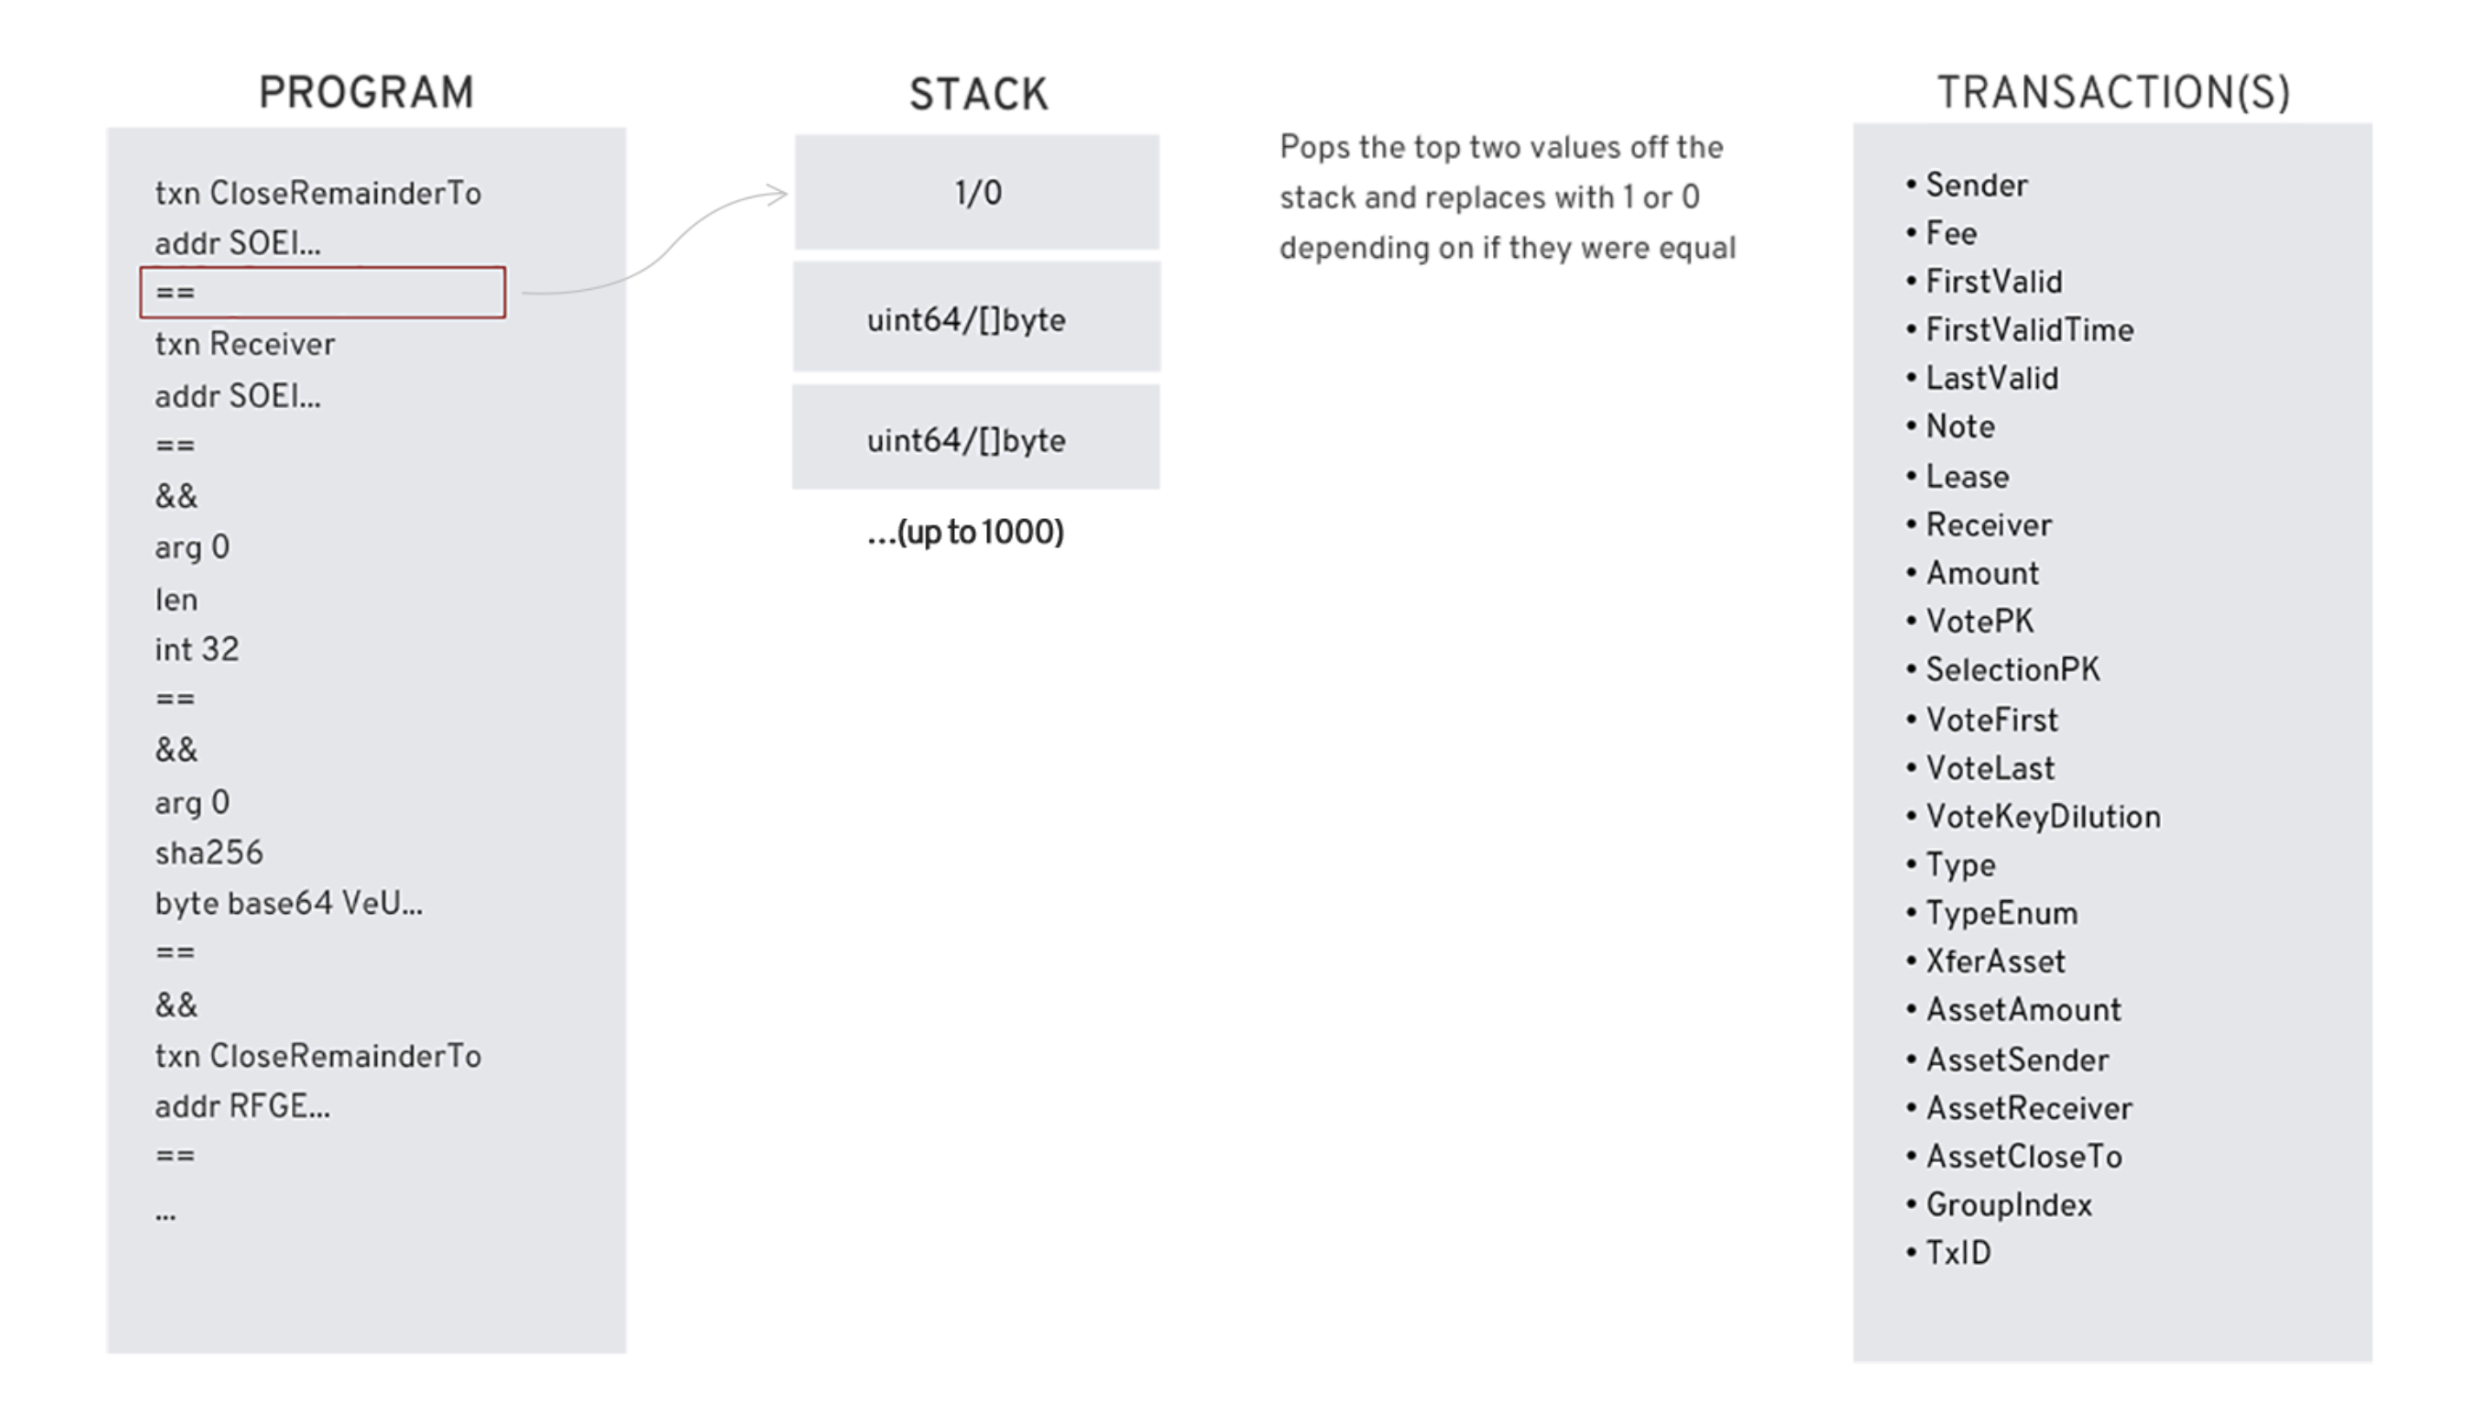 PROGRAM
txn CloseRemainderTo
addr SOEI...
==
txn Receiver
addr SOEI...
==
&&
arg 0
len
int 32
==
&&
arg 0
sha256
byte base64 VeU...
==
&&
txn CloseRemainderTo
addr RFGE...
==
...
STACK
1/0
uint64/[]byte
uint64/[]byte
...(up to 1000)
Pops the top two values off the
stack and replaces with 1 or 0
depending on if they were equal
TRANSACTION(S)
• Sender
• Fee
• FirstValid
• FirstValidTime
• LastValid
• Note
• Lease
• Receiver
• Amount
• VotePK
• SelectionPK
• VoteFirst
• VoteLast
• VoteKeyDilution
• Type
• TypeEnum
• XferAsset
• AssetAmount
• AssetSender
• AssetReceiver
• AssetCloseTo
• GroupIndex
• TxID